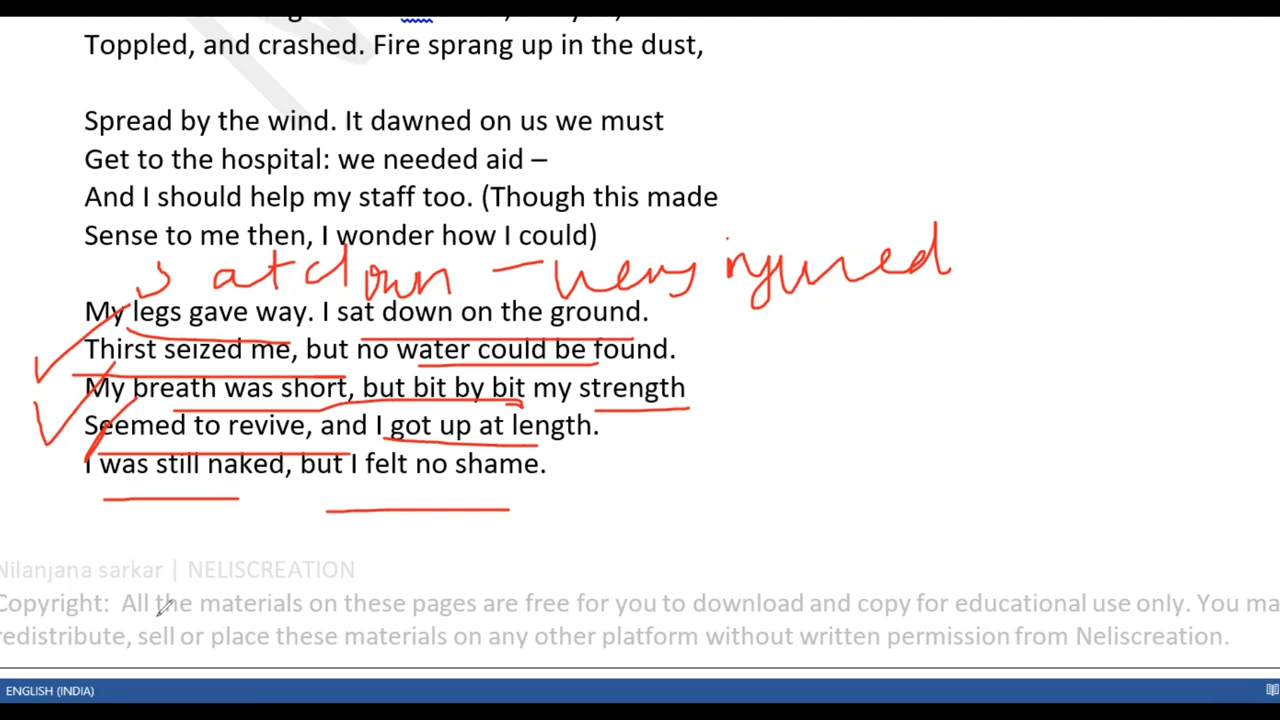 Toppled, and crashed. Fire sprang up in the dust,
Spread by the wind. It dawned on us we must
Get to the hospital: we needed aid –
And I should help my staff too. (Though this made
Sense to me then, I wonder how I could)
sat down –
injured
My legs gave way. I sat down on the ground.
Thirst seized me, but no water could be found.
My breath was short, but bit by bit my strength
Seemed to revive, and I got up at length.
I was still naked, but I felt no shame.
Nilanjana sarkar | NELISCREATION
Copyright: All the materials on these pages are free for you to download and copy for educational use only. You ma
redistribute, sell or place these materials on any other platform without written permission from Neliscreation.
ENGLISH (INDIA)